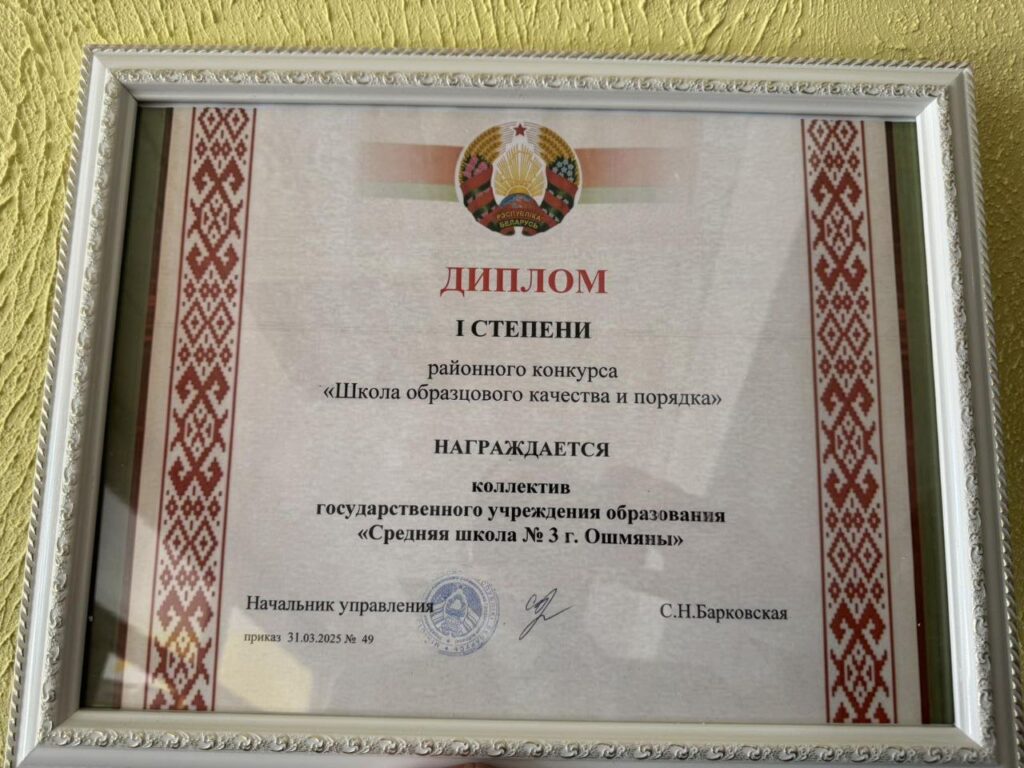 РЭСПУБЛІКА
БЕЛАРУСЬ
ДИПЛОМ
I СТЕПЕНИ
районного конкурса
«Школа образцового качества и порядка»
НАГРАЖДАЕТСЯ
коллектив
государственного учреждения образования
«Средняя школа № 3 г. Ошмяны»
Начальник управления
С.Н.Барковская
приказ 31.03.2025 № 49